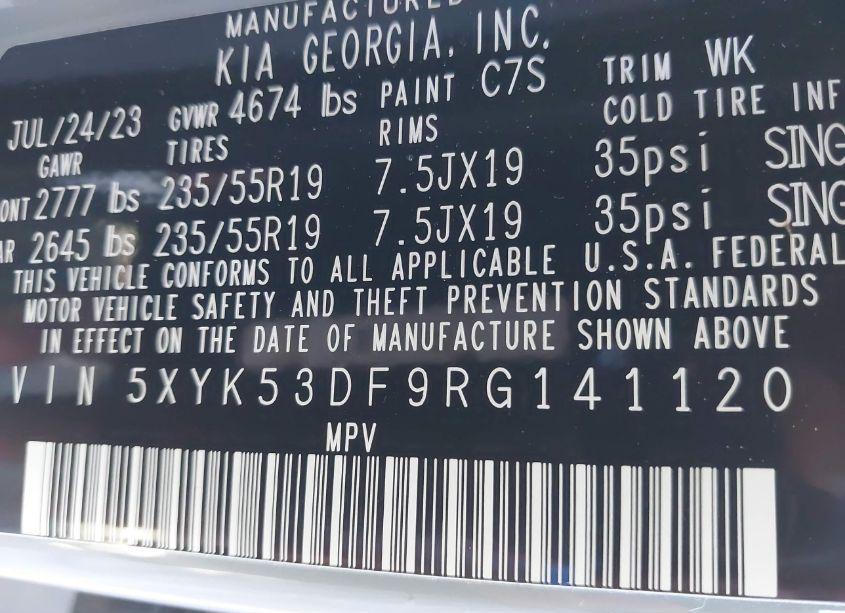 MANUFACTURED
KIA GEORGIA, INC.
JUL/24/23 GVWR 4674 lbs PAINT C7S TRIM WK
GAWR TIRES RIMS COLD TIRE INF
ONT 2777 lbs 235/55R19 7.5JX19 35psi SING
AR 2645 lbs 235/55R19 7.5JX19 35psi SING
THIS VEHICLE CONFORMS TO ALL APPLICABLE U.S.A. FEDERAL
MOTOR VEHICLE SAFETY AND THEFT PREVENTION STANDARDS
IN EFFECT ON THE DATE OF MANUFACTURE SHOWN ABOVE
VIN 5XYK53DF9RG141120
MPV